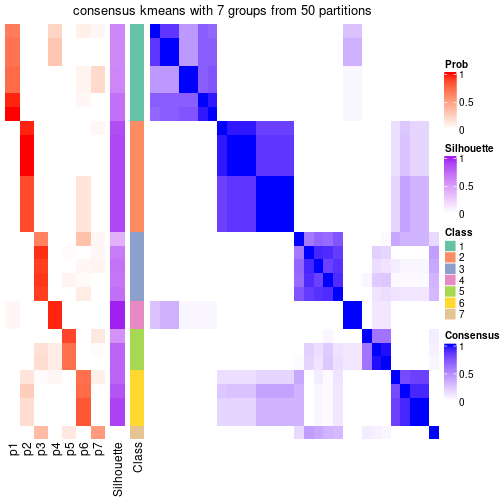 consensus kmeans with 7 groups from 50 partitions
Prob
1
0.5
0
Silhouette
1
0.5
0
Class
1
2
3
4
5
6
7
Consensus
1
0.5
0
p1
p2
p3
p4
p5
p6
p7
Silhouette
Class